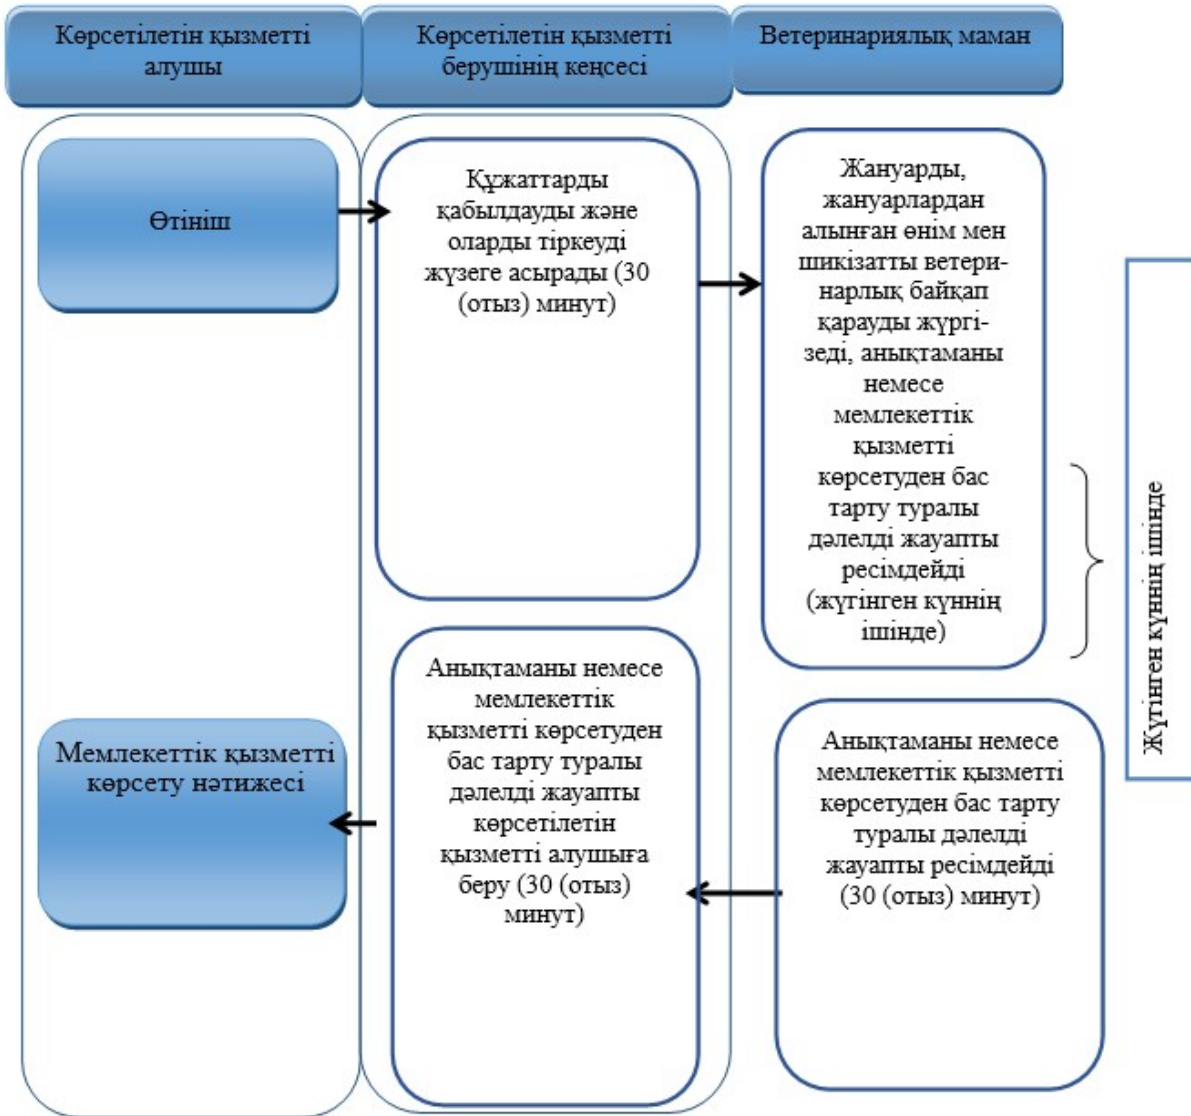 Көрсетілетін қызметті
алушы
Көрсетілетін қызметті
берушінің кеңсесі
Ветеринариялық маман
Өтініш
Құжаттарды
қабылдауды және
оларды тіркеуді
жүзеге асырады (30
(отыз) минут)
Жануарды,
жануарлардан
алынған өнім мен
шикізатты ветери-
нарлық байқап
қарауды жүргі-
зеді, анықтаманы
немесе
мемлекеттік
қызметті
көрсетуден бас
тарту туралы
дәлелді жауапты
ресімдейді
(жүгінген күннің
ішінде)
Жүгінген күннің ішінде
Мемлекеттік қызметті
көрсету нәтижесі
Анықтаманы немесе
мемлекеттік
қызметті көрсетуден
бас тарту туралы
дәлелді жауапты
көрсетілетін
қызметті алушыға
беру (30 (отыз)
минут)
Анықтаманы немесе
мемлекеттік қызметті
көрсетуден бас тарту
туралы дәлелді
жауапты ресімдейді
(30 (отыз) минут)